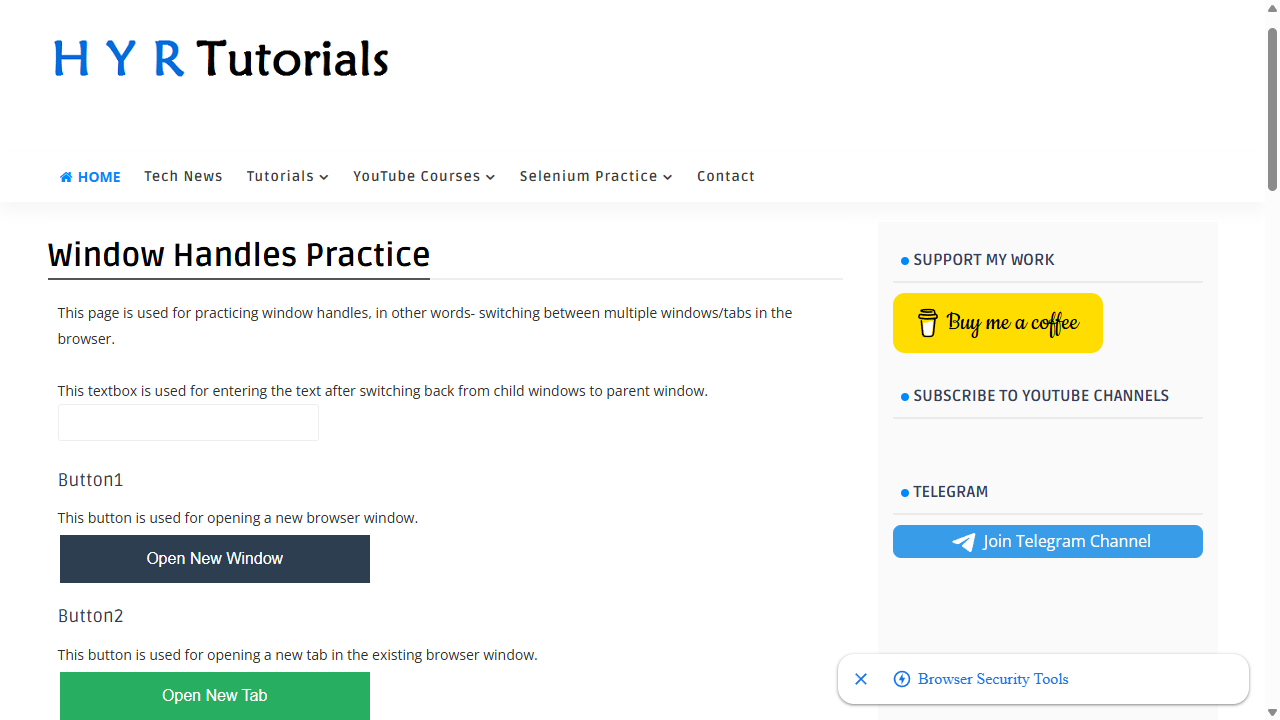 H Y R Tutorials
HOME
Tech News
Tutorials
YouTube Courses
Selenium Practice
Contact
Window Handles Practice
This page is used for practicing window handles, in other words- switching between multiple windows/tabs in the
browser.
This textbox is used for entering the text after switching back from child windows to parent window.
Button1
This button is used for opening a new browser window.
Open New Window
Button2
This button is used for opening a new tab in the existing browser window.
Open New Tab
SUPPORT MY WORK
Buy me a coffee
SUBSCRIBE TO YOUTUBE CHANNELS
TELEGRAM
Join Telegram Channel
Browser Security Tools